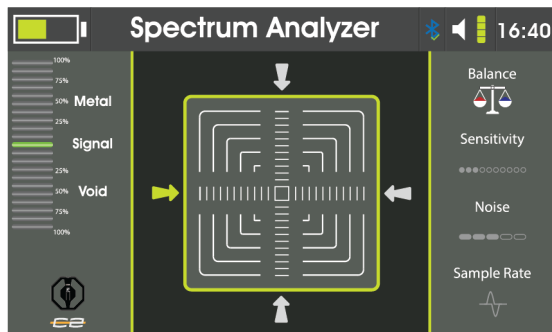 Spectrum Analyzer
16:40
100%
75%
50%
Metal
25%
Signal
25%
50%
Void
75%
100%
Balance
Sensitivity
Noise
Sample Rate